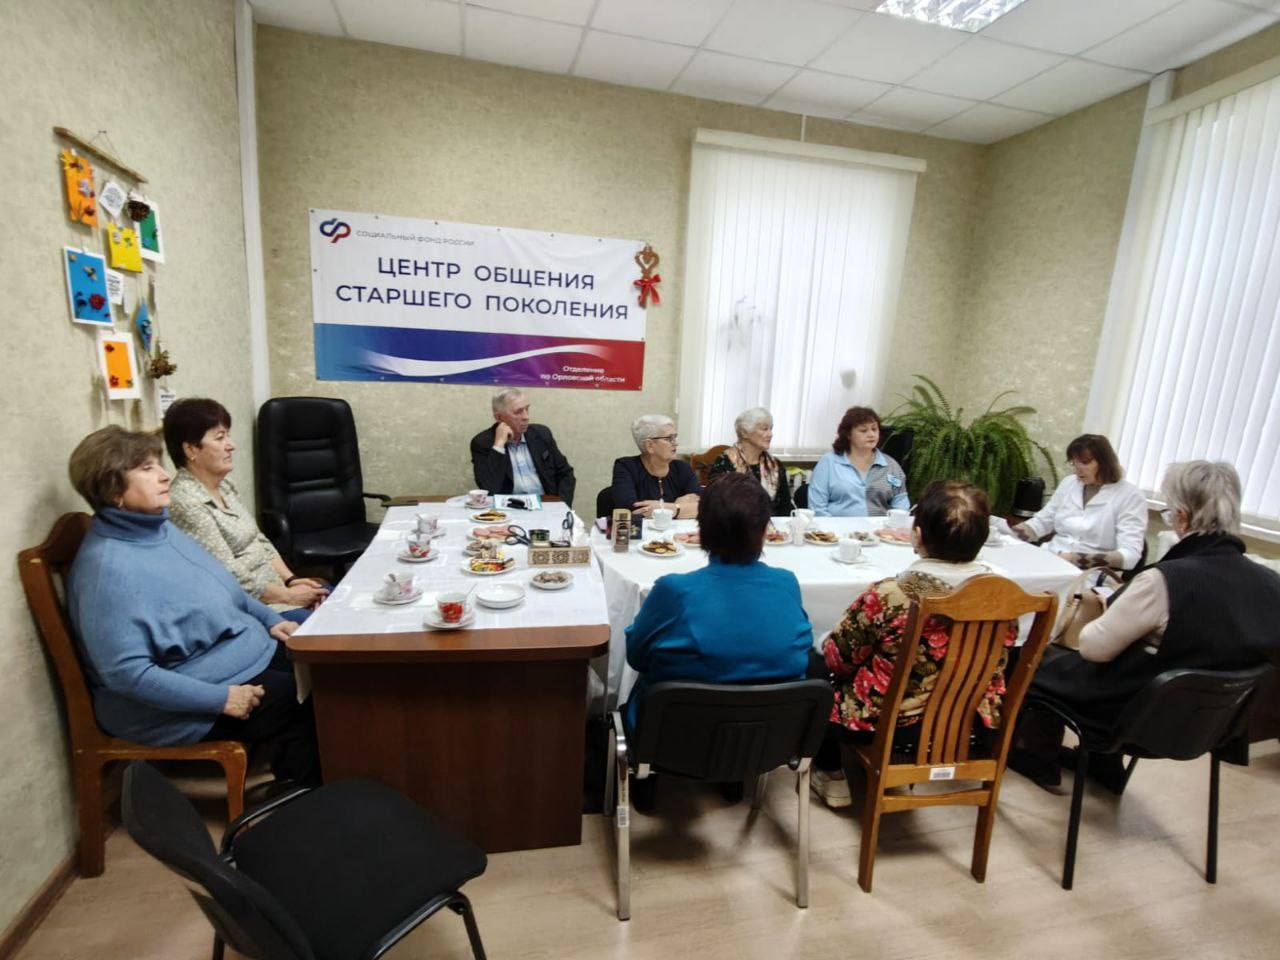 СОЦИАЛЬНЫЙ ФОНД РОССИИ
ЦЕНТР ОБЩЕНИЯ
СТАРШЕГО ПОКОЛЕНИЯ
Отделение
по Орловской области